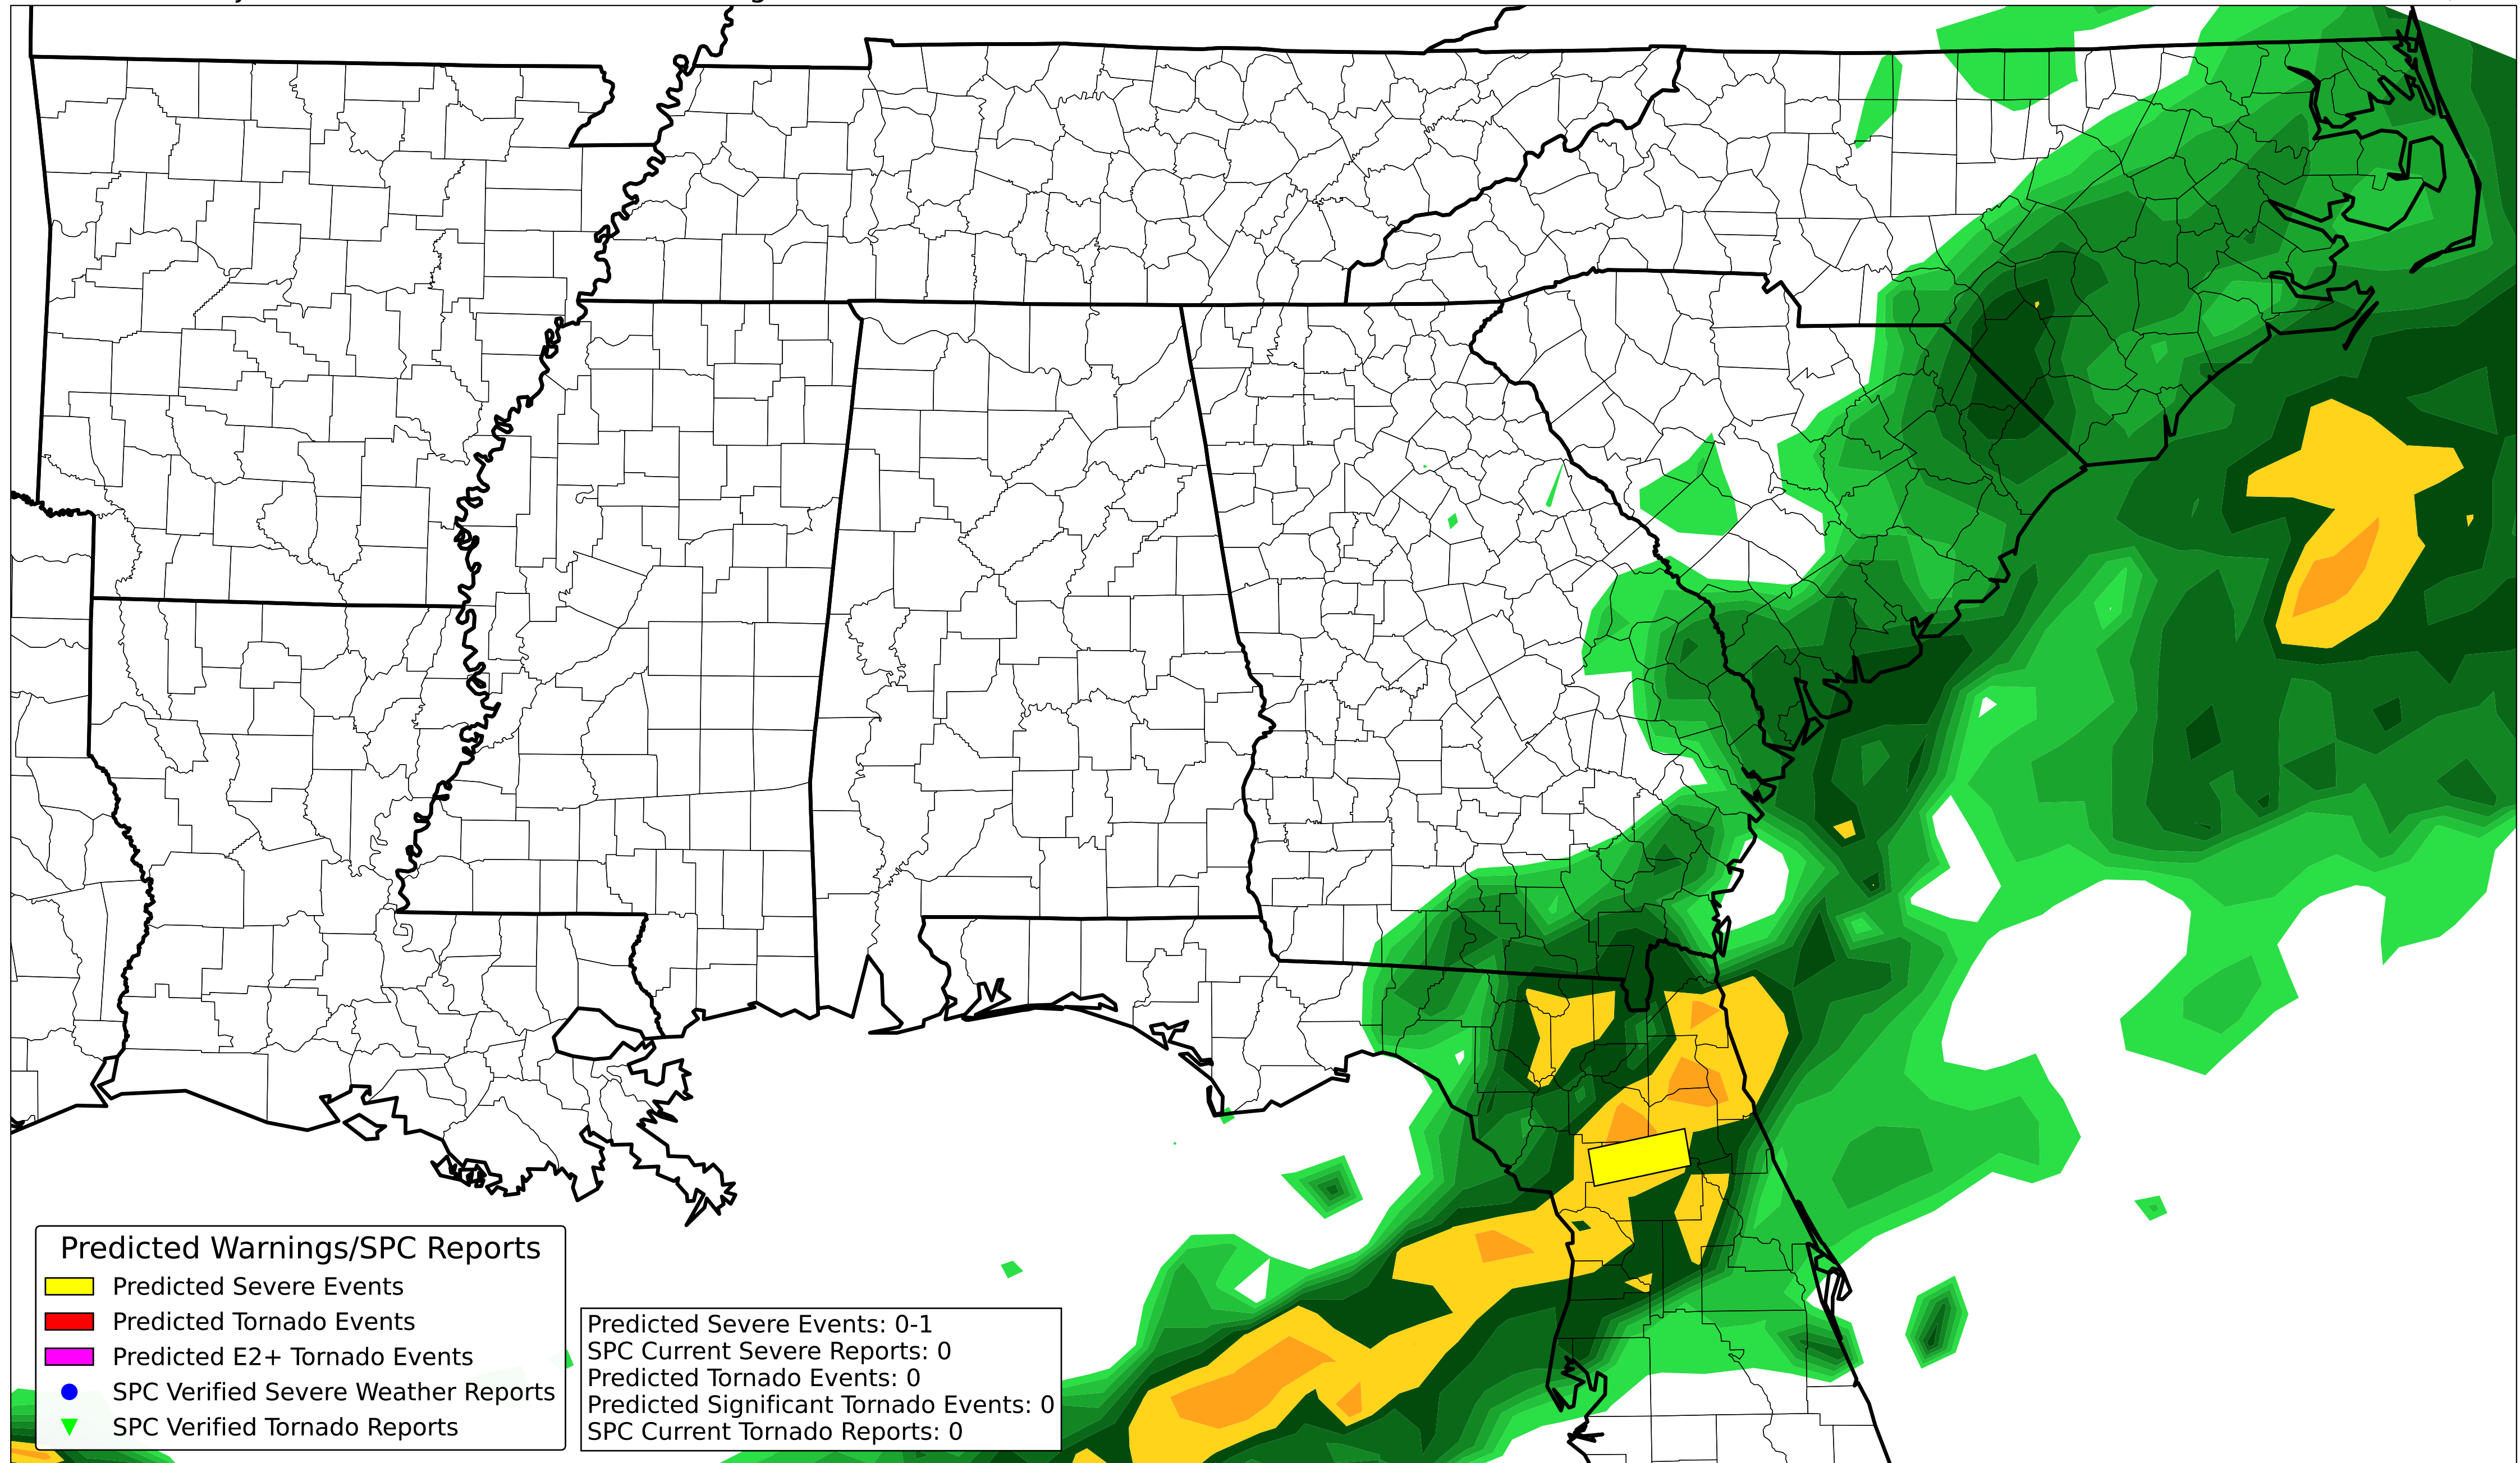 Predicted Warnings/SPC Reports
Predicted Severe Events
Predicted Tornado Events
Predicted E2+ Tornado Events
SPC Verified Severe Weather Reports
SPC Verified Tornado Reports
Predicted Severe Events: 0-1
SPC Current Severe Reports: 0
Predicted Tornado Events: 0
Predicted Significant Tornado Events: 0
SPC Current Tornado Reports: 0